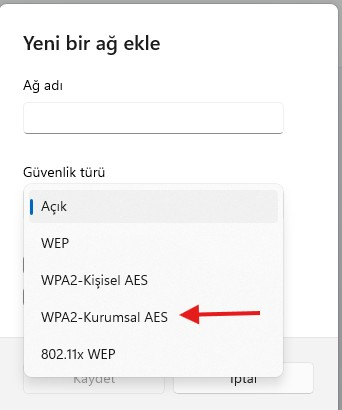 Yeni bir ağ ekle
Ağ adı
Güvenlik türü
Açık
WEP
WPA2-Kişisel AES
WPA2-Kurumsal AES
802.11x WEP
Kaydet
İptal